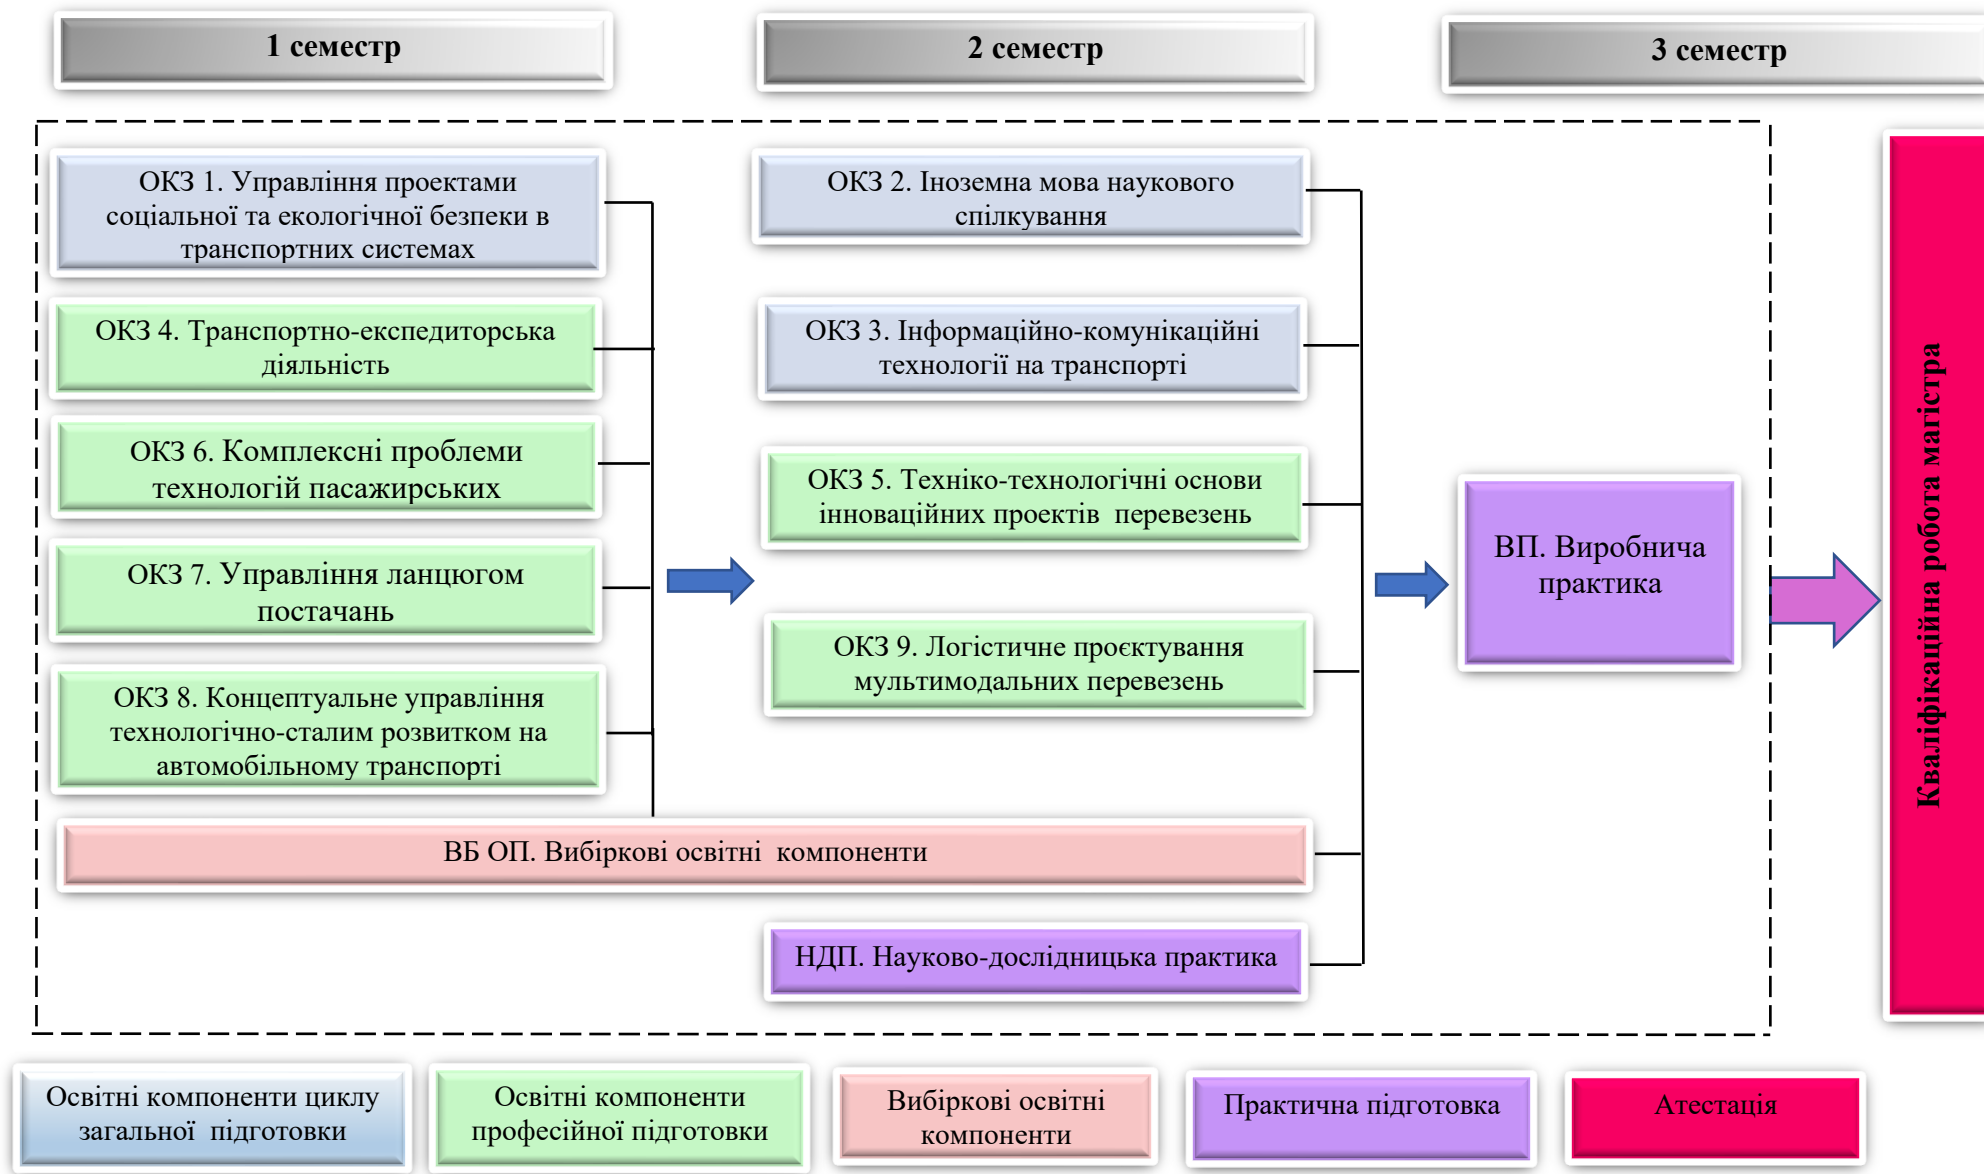 1 семестр
2 семестр
3 семестр
ОКЗ 1. Управління проектами
соціальної та екологічної безпеки в
транспортних системах
ОКЗ 4. Транспортно-експедиторська
діяльність
ОКЗ 6. Комплексні проблеми
технологій пасажирських
ОКЗ 7. Управління ланцюгом
постачань
ОКЗ 8. Концептуальне управління
технологічно-сталим розвитком на
автомобільному транспорті
ОКЗ 2. Іноземна мова наукового
спілкування
ОКЗ 3. Інформаційно-комунікаційні
технології на транспорті
ОКЗ 5. Техніко-технологічні основи
інноваційних проектів перевезень
ОКЗ 9. Логістичне проєктування
мультимодальних перевезень
ВБ ОП. Вибіркові освітні компоненти
НДП. Науково-дослідницька практика
ВП. Виробнича
практика
Кваліфікаційна робота магістра
Освітні компоненти циклу
загальної підготовки
Освітні компоненти
професійної підготовки
Вибіркові освітні
компоненти
Практична підготовка
Атестація